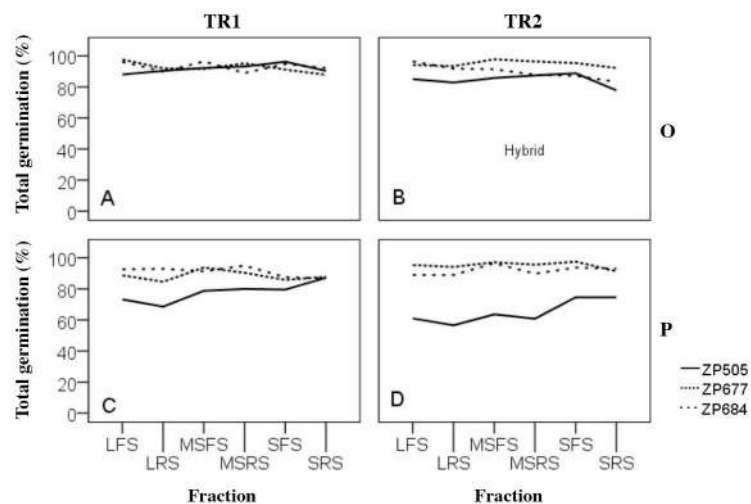 TR1
TR2
Total germination (%)
100
80
60
40
20
0
A
Hybrid
B
O
Total germination (%)
100
80
60
40
20
0
C
D
P
ZP505
ZP677
ZP684
LFS
LRS
MSFS
MSRS
SFS
SRS
LFS
LRS
MSFS
MSRS
SFS
SRS
Fraction
Fraction